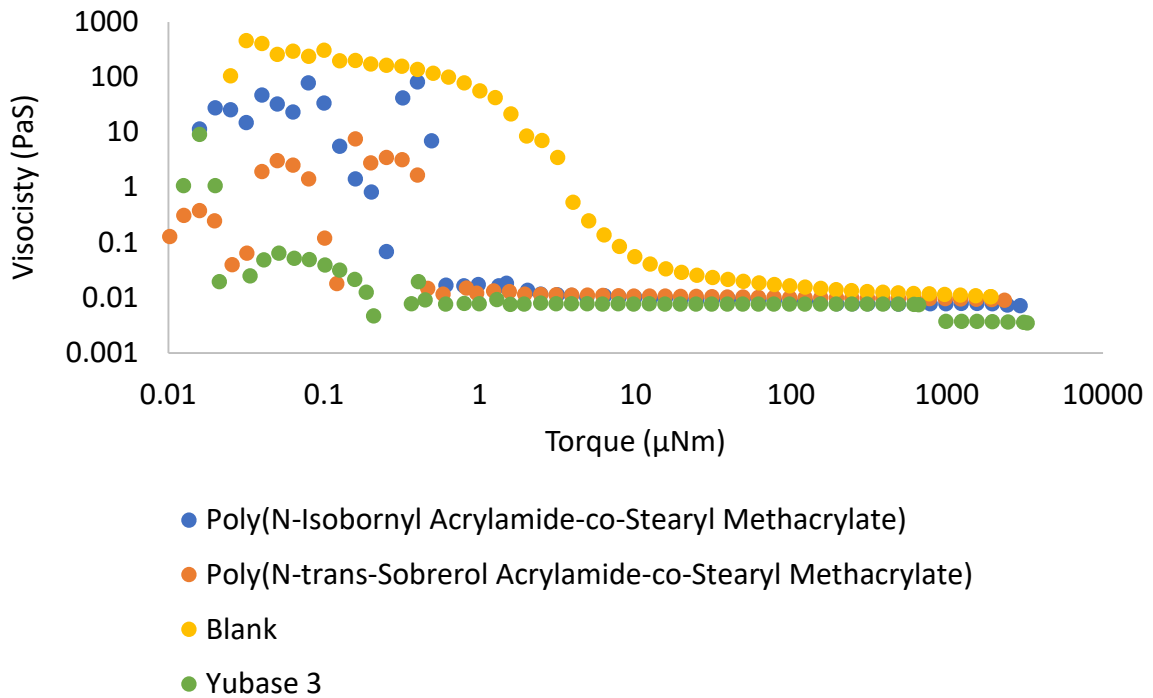 1000
100
10
1
0.1
0.01
0.001
Visocisty (PaS)
0.01 0.1 1 10 100 1000 10000
Torque (µNm)
Poly(N-Isobornyl Acrylamide-co-Stearyl Methacrylate)
Poly(N-trans-Sobrerol Acrylamide-co-Stearyl Methacrylate)
Blank
Yubase 3